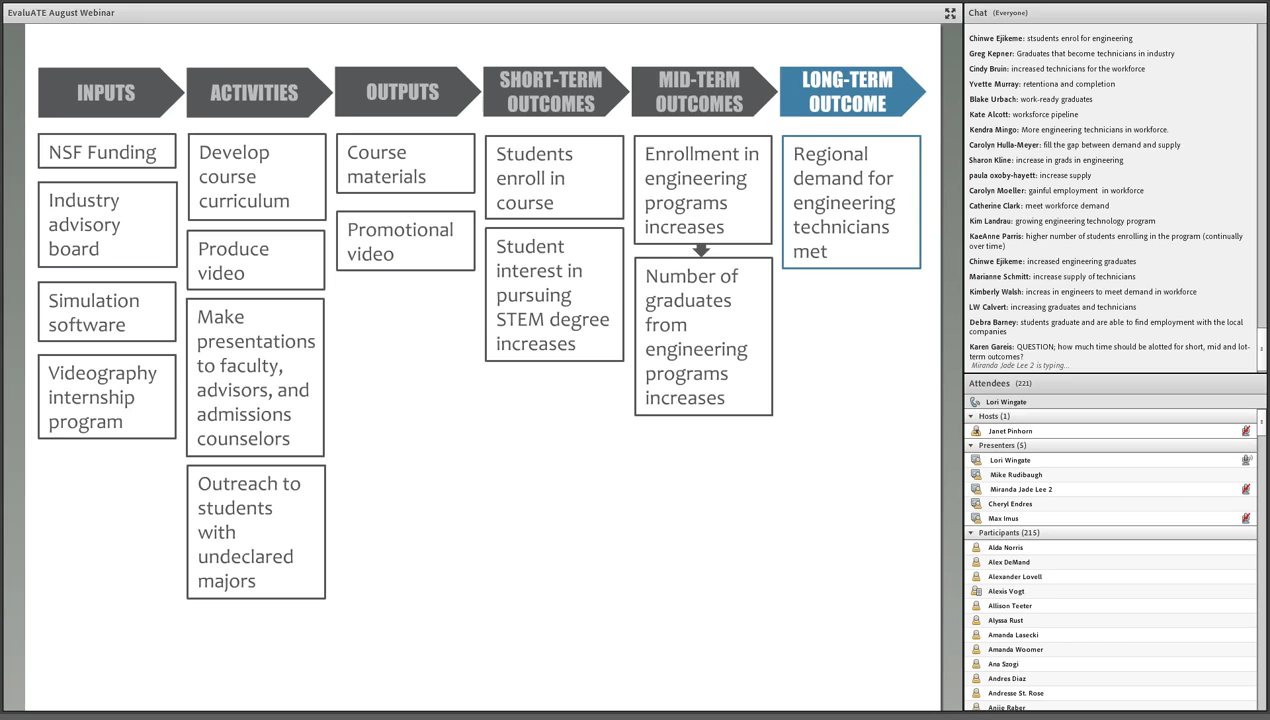 EvaluATE August Webinar
INPUTS
ACTIVITIES
OUTPUTS
SHORT-TERM
OUTCOMES
MID-TERM
OUTCOMES
LONG-TERM
OUTCOME
NSF Funding
Industry
advisory
board
Simulation
software
Videography
internship
program
Develop
course
curriculum
Produce
video
Make
presentations
to faculty,
advisors, and
admissions
counselors
Outreach to
students
with
undeclared
majors
Course
materials
Promotional
video
Students
enroll in
course
Student
interest in
pursuing
STEM degree
increases
Enrollment in
engineering
programs
increases
Number of
graduates
from
engineering
programs
increases
Regional
demand for
engineering
technicians
met
Chat (Everyone)
Chinwe Ejikeme: stsudents enrol for engineering
Greg Kepner: Graduates that become technicians in industry
Cindy Bruin: increased technicians for the workforce
Yvette Murray: retentiona and completion
Blake Urbach: work-ready graduates
Kate Alcott: worksforce pipeline
Kendra Mingo: More engineering technicians in workforce.
Carolyn Hulla-Meyer: fill the gap between demand and supply
Sharon Kline: increase in grads in engineering
paula oxoby-hayett: increase supply
Carolyn Moeller: gainful employment in workforce
Catherine Clark: meet workforce demand
Kim Landrau: growing engineering technology program
KaeAnne Parris: higher number of students enrolling in the program (continually
over time)
Chinwe Ejikeme: increased engineering graduates
Marianne Schmitt: increase supply of technicians
Kimberly Walsh: increas in engineers to meet demand in workforce
LW Calvert: increasing graduates and technicians
Debra Barney: students graduate and are able to find employment with the local
companies
Karen Gareis: QUESTION; how much time should be alotted for short, mid and lot-
term outcomes?
Miranda Jade Lee 2 is typing...
Attendees (221)
Lori Wingate
Hosts (1)
Janet Pinhorn
Presenters (5)
Lori Wingate
Mike Rudibaugh
Miranda Jade Lee 2
Cheryl Endres
Max Imus
Participants (215)
Alda Norris
Alex DeMand
Alexander Lovell
Alexis Vogt
Allison Teeter
Alyssa Rust
Amanda Lasecki
Amanda Woomer
Ana Szogi
Andres Diaz
Andresse St. Rose